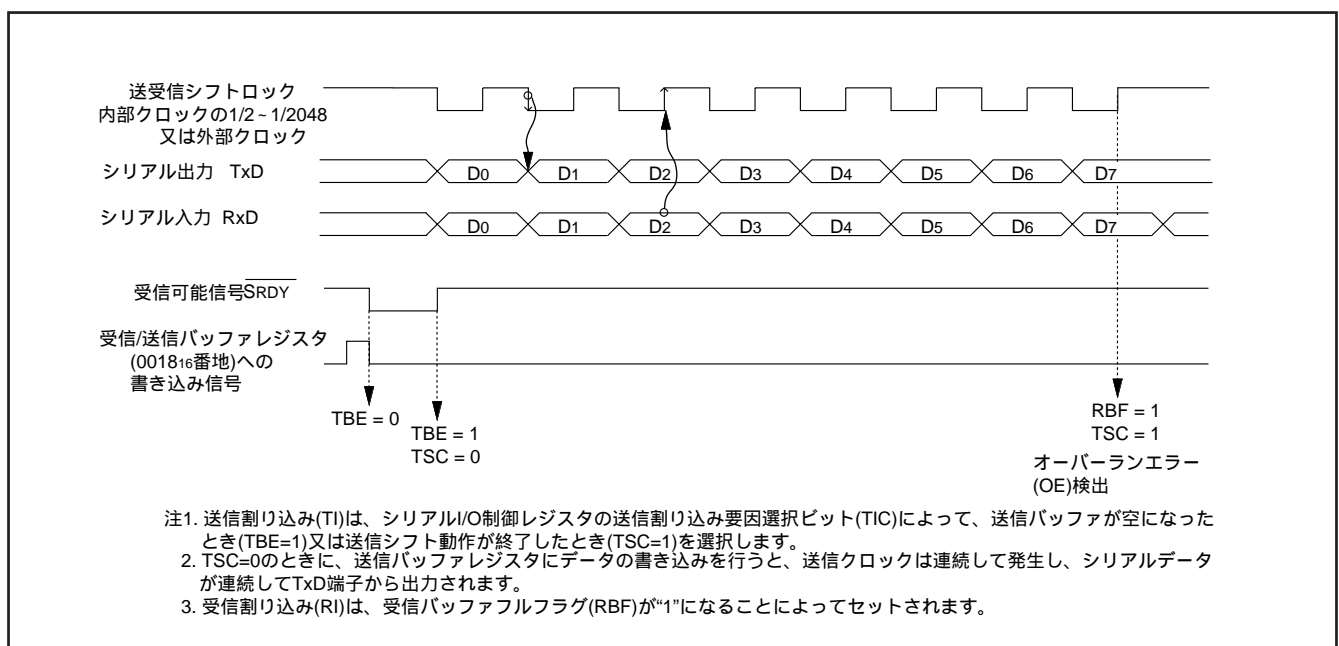 送受信シフトロック
内部クロックの1/2~1/2048
又は外部クロック
シリアル出力 TxD
D0 D1 D2 D3 D4 D5 D6 D7
シリアル入力 RxD
D0 D1 D2 D3 D4 D5 D6 D7
受信可能信号SRDY
受信/送信バッファレジスタ
(001816番地)への
書き込み信号
TBE = 0
TBE = 1
TSC = 0
RBF = 1
TSC = 1
オーバーランエラー
(OE)検出
注1. 送信割り込み(TI)は、シリアルI/O制御レジスタの送信割り込み要因選択ビット(TIC)によって、送信バッファが空になった
とき(TBE=1)又は送信シフト動作が終了したとき(TSC=1)を選択します。
2. TSC=0のときに、送信バッファレジスタにデータの書き込みを行うと、送信クロックは連続して発生し、シリアルデータ
が連続してTxD端子から出力されます。
3. 受信割り込み(RI)は、受信バッファフルフラグ(RBF)が“1”になることによってセットされます。